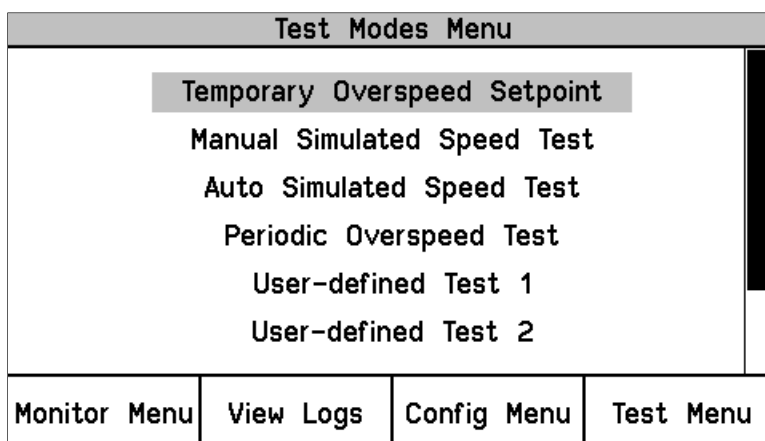 Test Modes Menu
Temporary Overspeed Setpoint
Manual Simulated Speed Test
Auto Simulated Speed Test
Periodic Overspeed Test
User-defined Test 1
User-defined Test 2
Monitor Menu View Logs Config Menu Test Menu